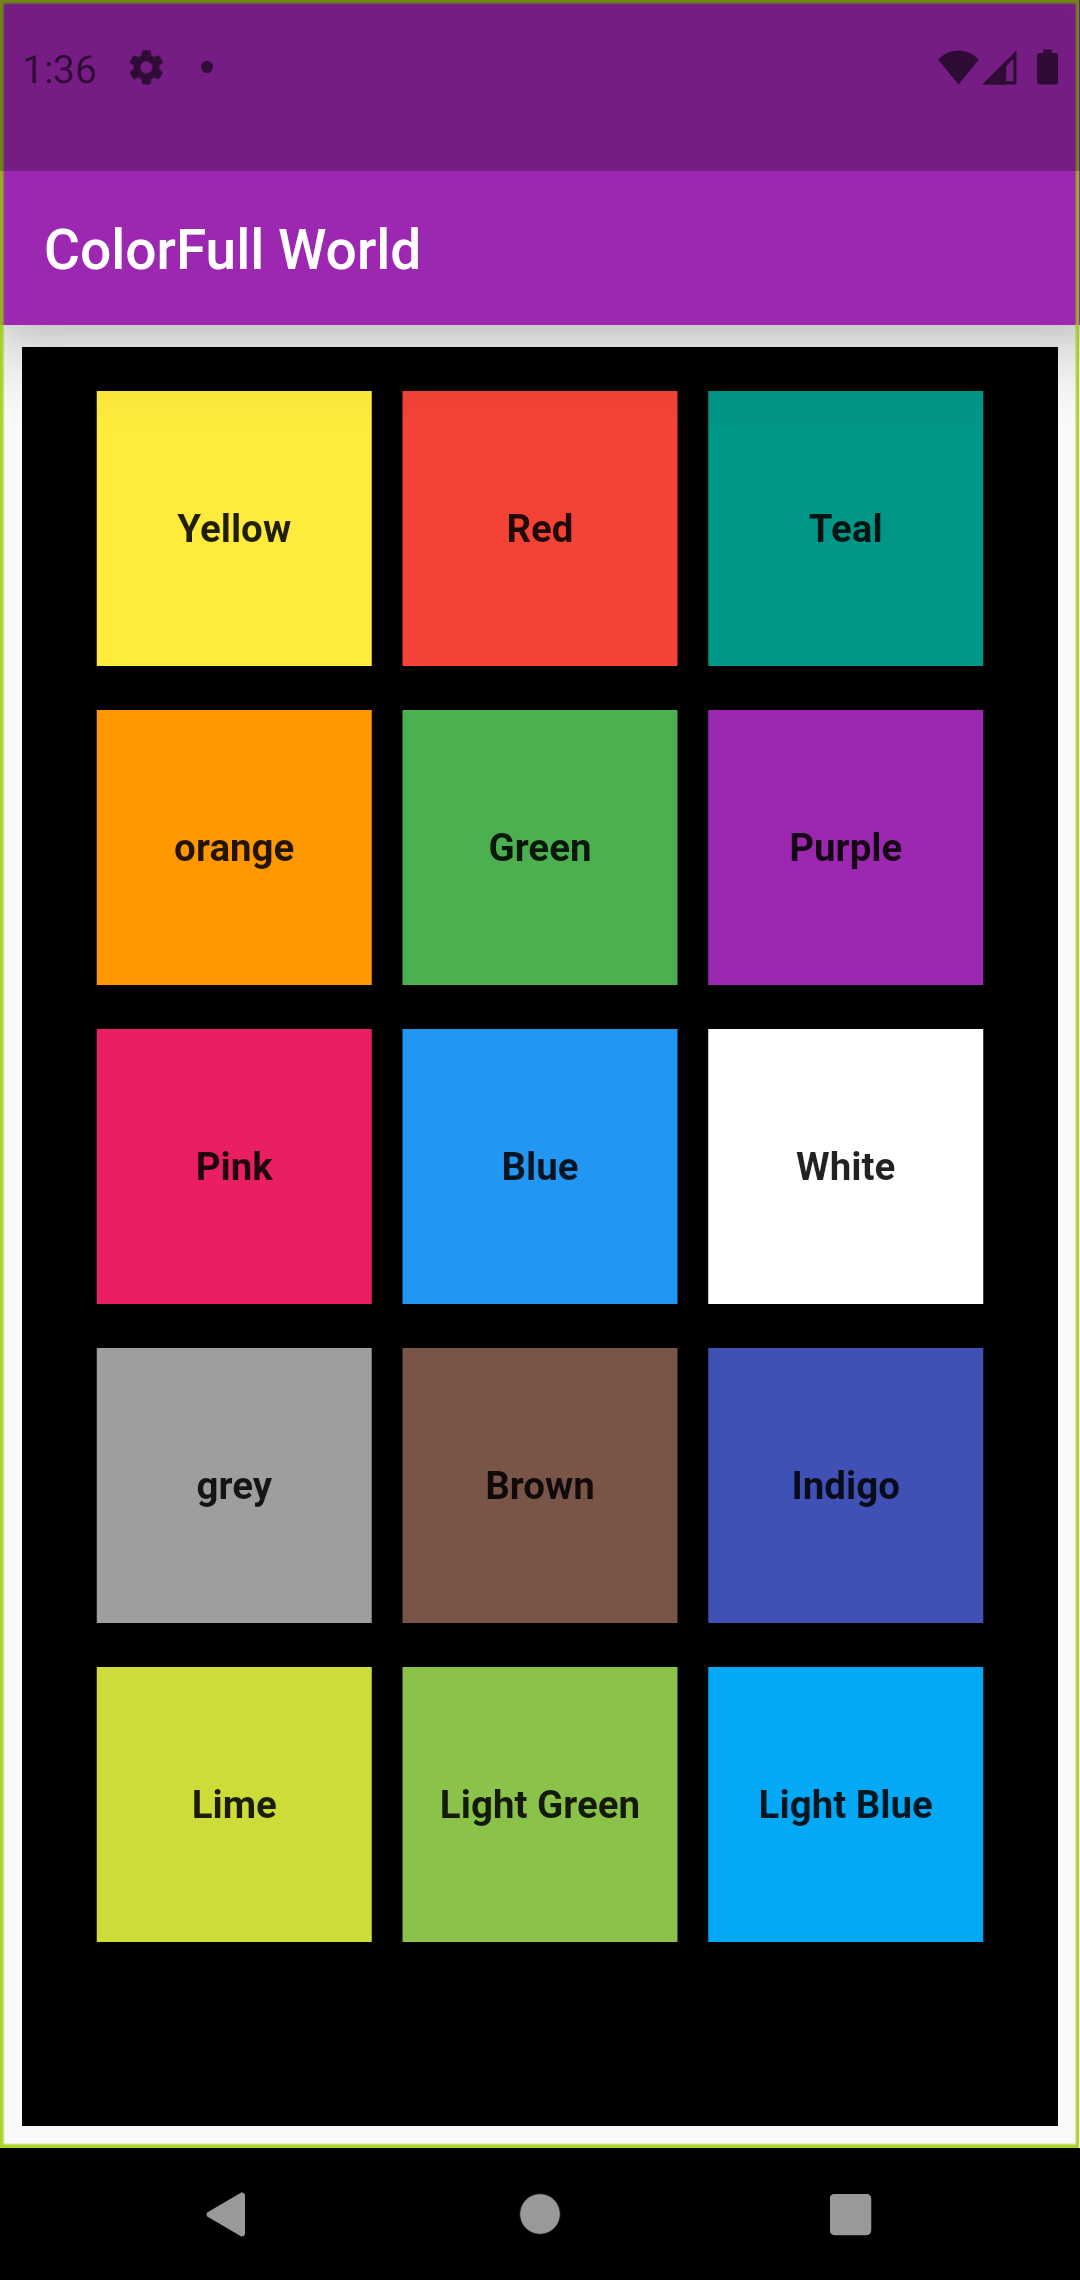 1:36
ColorFull World
Yellow
Red
Teal
orange
Green
Purple
Pink
Blue
White
grey
Brown
Indigo
Lime
Light Green
Light Blue